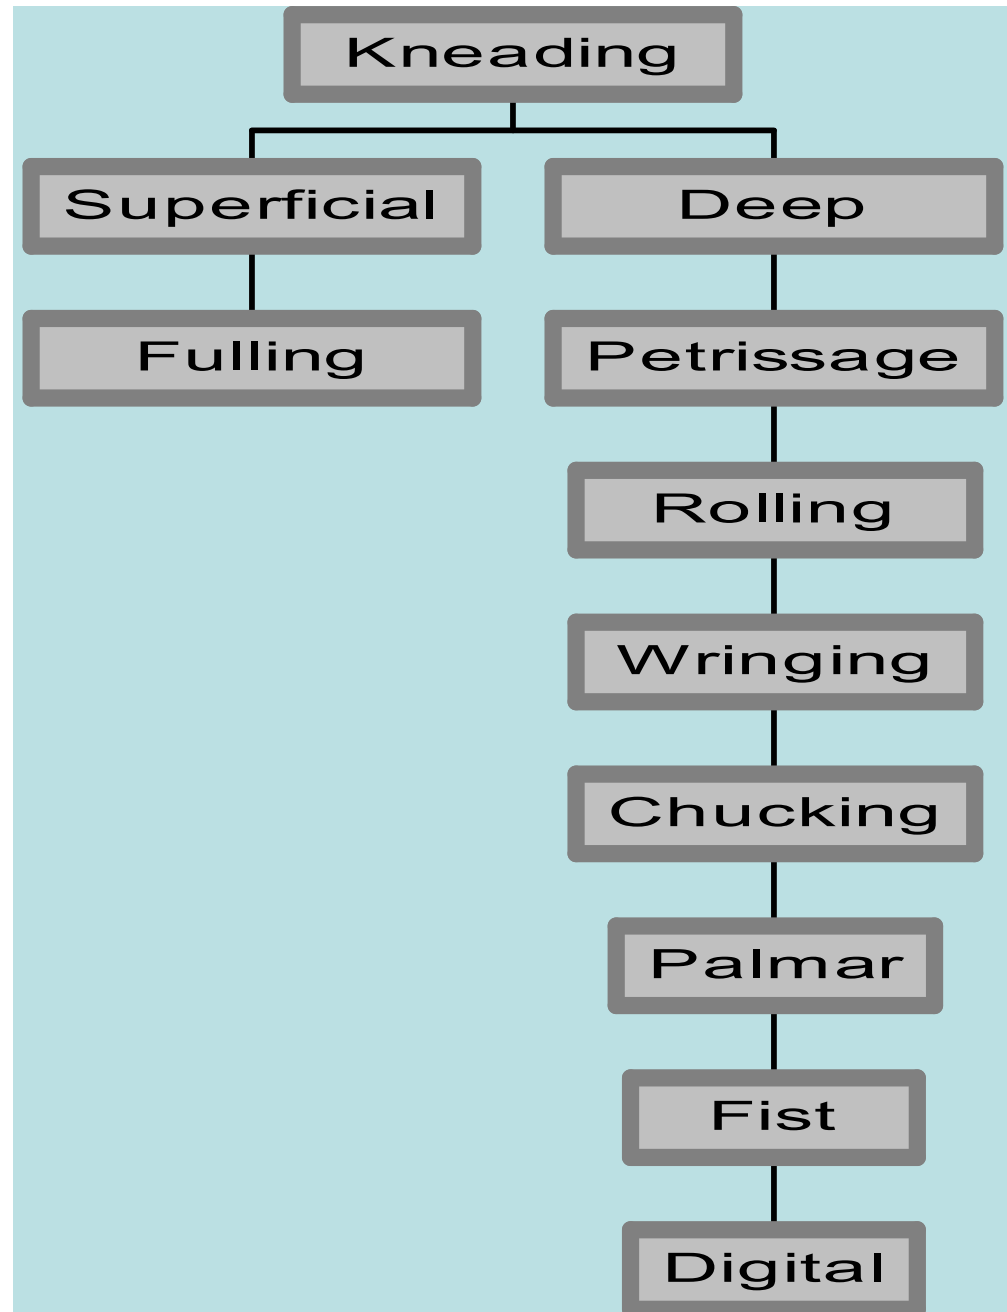 Kneading
Superficial
Deep
Fulling
Petrissage
Rolling
Wringing
Chucking
Palmar
Fist
Digital